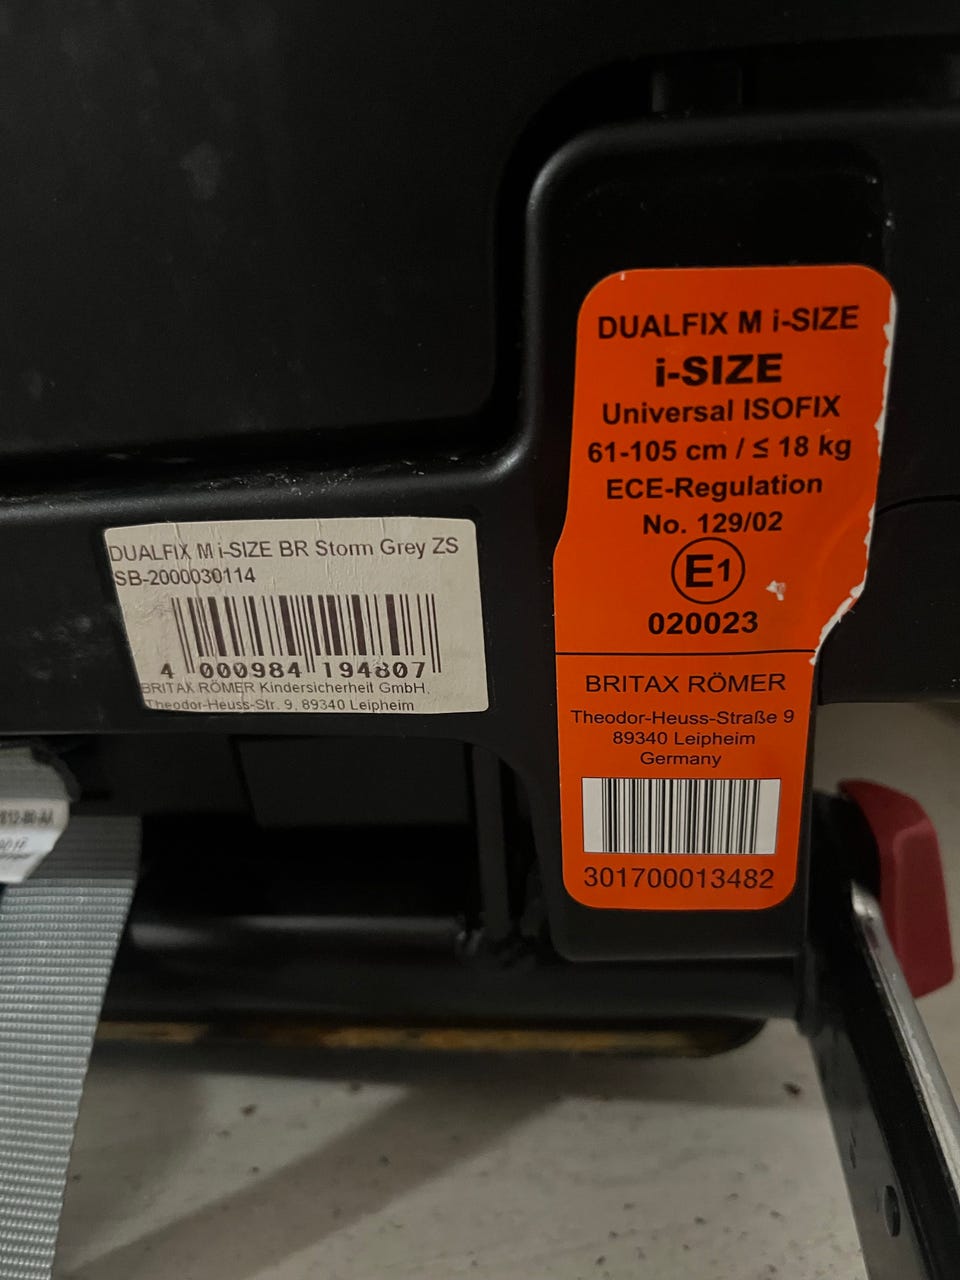 DUALFIX M i-SIZE BR Storm Grey ZS
SB-2000030114
4 000984 194807
BRITAX RÖMER Kindersicherheit GmbH,
Theodor-Heuss-Str. 9, 89340 Leipheim
DUALFIX M i-SIZE
i-SIZE
Universal ISOFIX
61-105 cm / ≤ 18 kg
ECE-Regulation
No. 129/02
E1
020023
BRITAX RÖMER
Theodor-Heuss-Straße 9
89340 Leipheim
Germany
301700013482